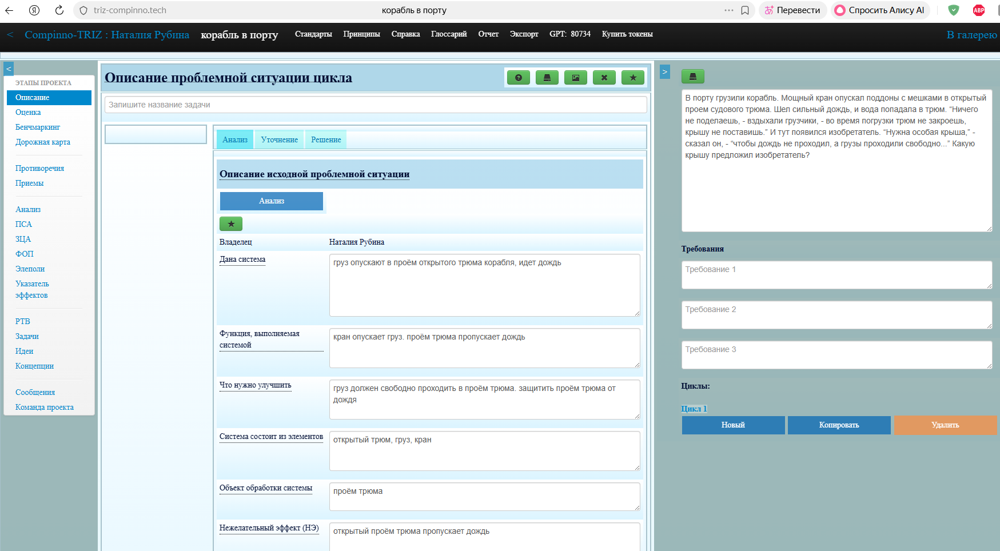 triz-compinno.tech
корабль в порту
Перевести
Спросить Алису AI
ABP
<
Compinno-TRIZ : Наталия Рубина
корабль в порту
Стандарты
Принципы
Справка
Глоссарий
Отчет
Экспорт
GPT: 80734
Купить токены
В галерею
<
ЭТАПЫ ПРОЕКТА
Описание
Оценка
Бенчмаркинг
Дорожная карта
Противоречия
Приемы
Анализ
ПСА
ЗЦА
ФОП
Элеполи
Указатель
эффектов
РТВ
Задачи
Идеи
Концепции
Сообщения
Команда проекта
Описание проблемной ситуации цикла
Запишите название задачи
Анализ
Уточнение
Решение
Описание исходной проблемной ситуации
Анализ
Владелец
Наталия Рубина
Дана система
груз опускают в проём открытого трюма корабля, идет дождь
Функция, выполняемая
системой
кран опускает груз. проём трюма пропускает дождь
Что нужно улучшить
груз должен свободно проходить в проём трюма. защитить проём трюма от
дождя
Система состоит из элементов
открытый трюм, груз, кран
Объект обработки системы
проём трюма
Нежелательный эффект (НЭ)
открытый проём трюма пропускает дождь
>
В порту грузили корабль. Мощный кран опускал поддоны с мешками в открытый
проем судового трюма. Шел сильный дождь, и вода попадала в трюм. “Ничего
не поделаешь, - вздыхали грузчики, - во время погрузки трюм не закроешь,
крышу не поставишь.” И тут появился изобретатель. “Нужна особая крыша,” -
сказал он, - “чтобы дождь не проходил, а грузы проходили свободно...” Какую
крышу предложил изобретатель?
Требования
Требование 1
Требование 2
Требование 3
Циклы:
Цикл 1
Новый
Копировать
Удалить